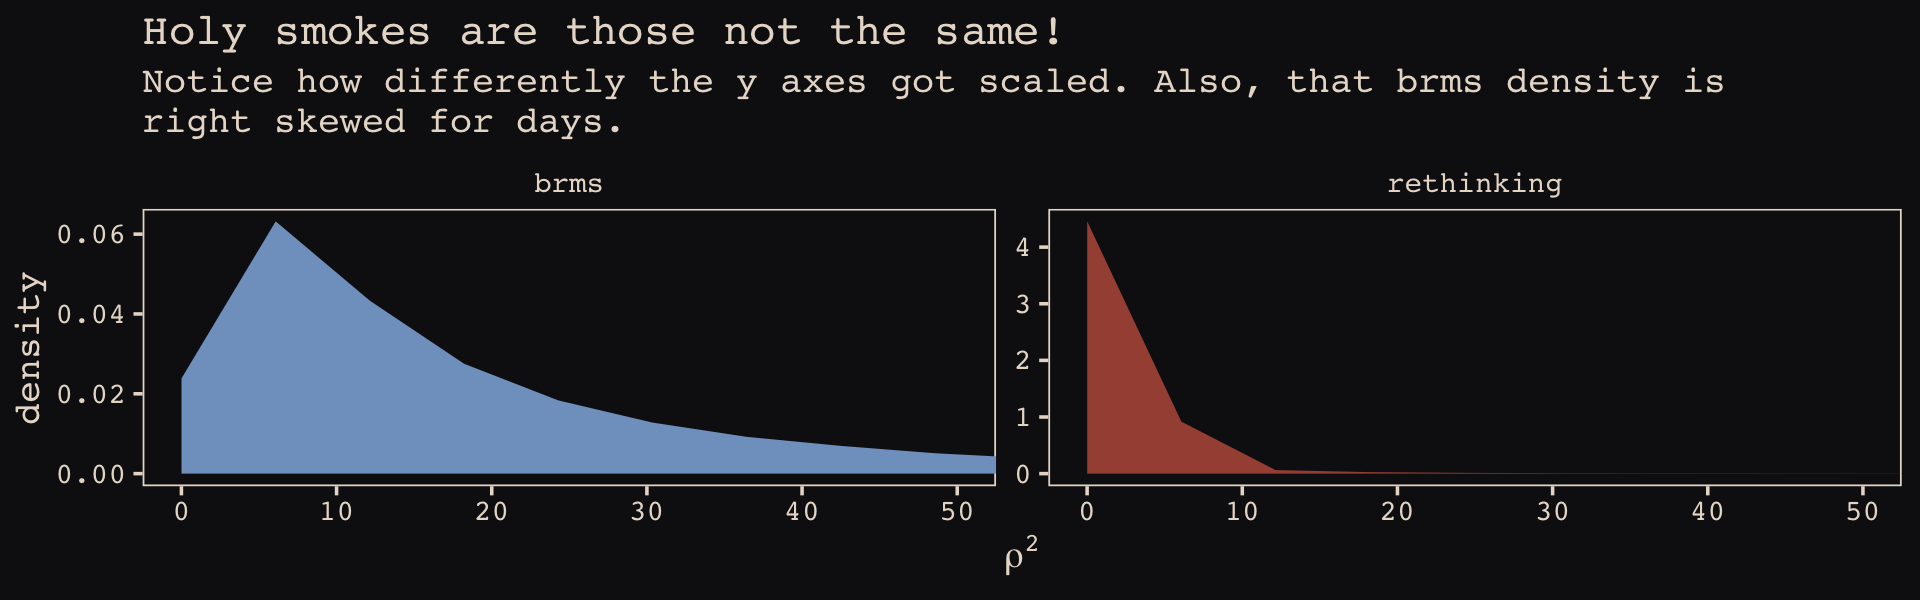 Holy smokes are those not the same!
Notice how differently the y axes got scaled. Also, that brms density is
right skewed for days.
brms
rethinking
density
0.06
0.04
0.02
0.00
0 10 20 30 40 50
4
3
2
1
0
0 10 20 30 40 50
ρ²